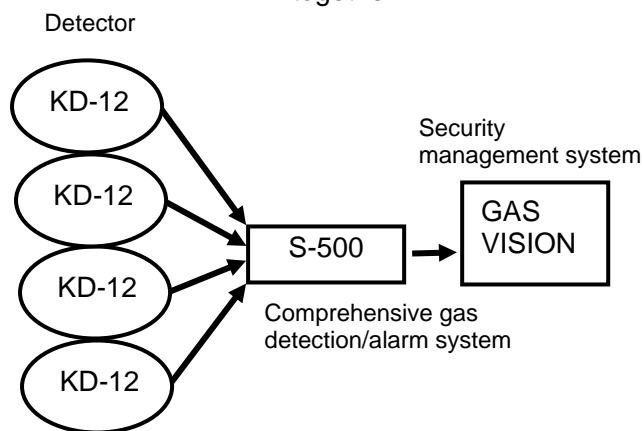 Detector
KD-12
KD-12
KD-12
KD-12
S-500
Comprehensive gas
detection/alarm system
Security
management system
GAS
VISION